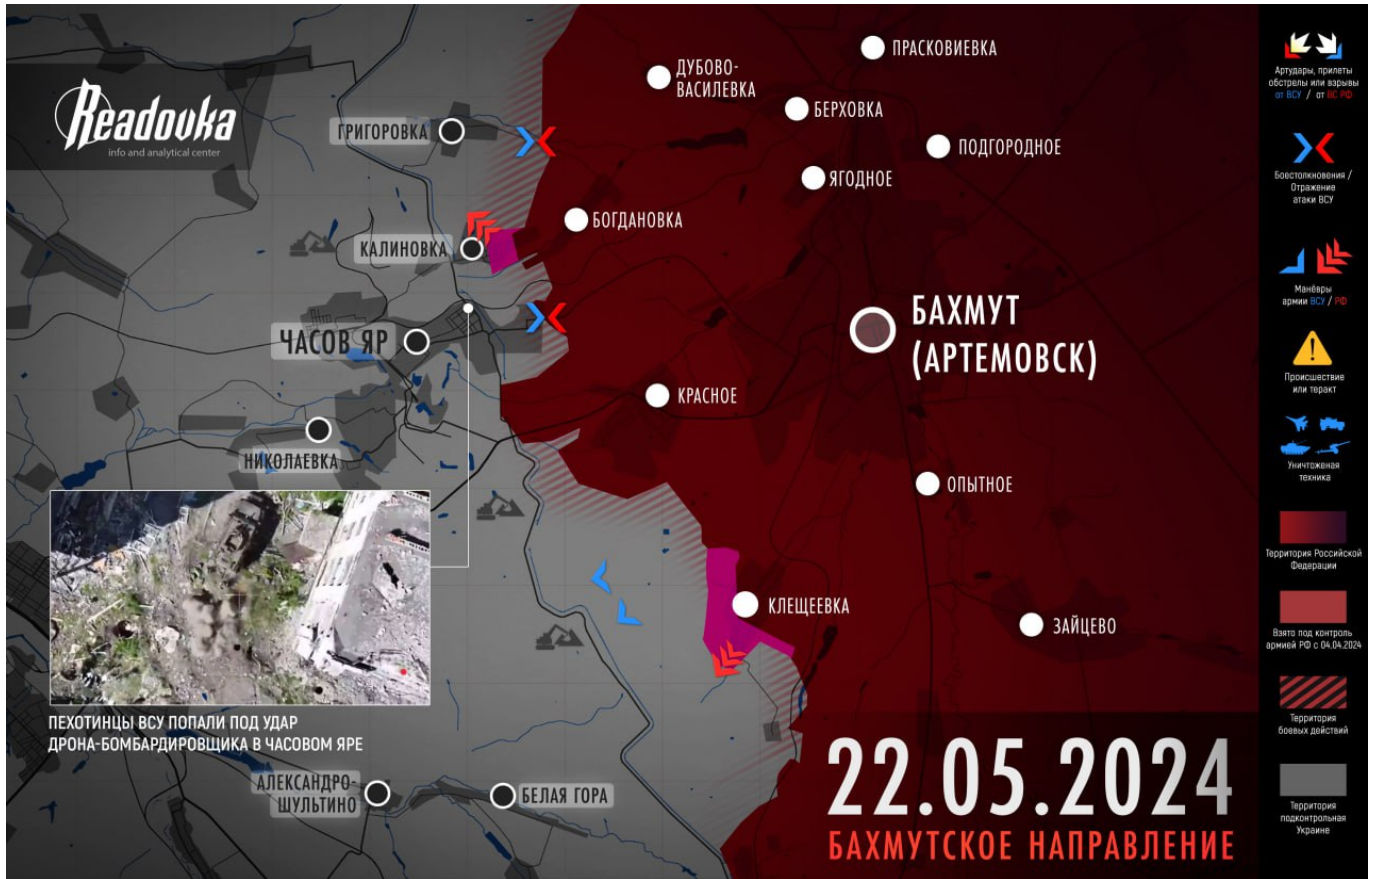 Readovka
info and analytical center
ПРАСКОВИЕВКА
ДУБОВО-
ВАСИЛЕВКА
БЕРХОВКА
ГРИГОРОВКА
ПОДГОРОДНОЕ
ЯГОДНОЕ
БОГДАНОВКА
КАЛИНОВКА
ЧАСОВ ЯР
БАХМУТ
(АРТЕМОВСК)
КРАСНОЕ
НИКОЛАЕВКА
ОПЫТНОЕ
КЛЕЩЕЕВКА
ЗАЙЦЕВО
ПЕХОТИНЦЫ ВСУ ПОПАЛИ ПОД УДАР
ДРОНА-БОМБАРДИРОВЩИКА В ЧАСОВОМ ЯРЕ
АЛЕКСАНДРО-
ШУЛЬТИНО
БЕЛАЯ ГОРА
22.05.2024
БАХМУТСКОЕ НАПРАВЛЕНИЕ
Артудары, прилеты
обстрелы или взрывы
от ВСУ / от ВС РФ
Боестолкновения /
Отражение
атаки ВСУ
Манёвры
армии ВСУ / РФ
Происшествие
или теракт
Уничтоженая
техника
Территория Российской
Федерации
Взято под контроль
армией РФ с 04.04.2024
Территория
боевых действий
Территория
подконтрольная
Украине